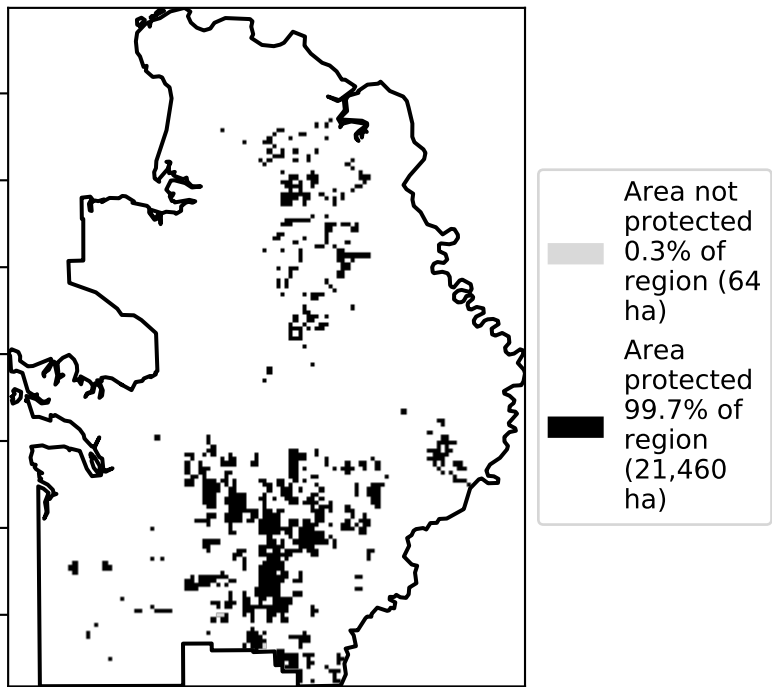 Area not
protected
0.3% of
region (64
ha)
Area
protected
99.7% of
region
(21,460
ha)